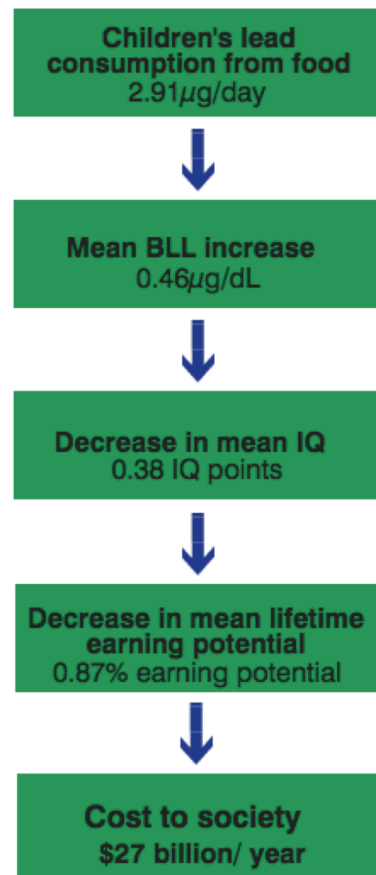 Children's lead
consumption from food
2.91µg/day
Mean BLL increase
0.46µg/dL
Decrease in mean IQ
0.38 IQ points
Decrease in mean lifetime
earning potential
0.87% earning potential
Cost to society
$27 billion/ year